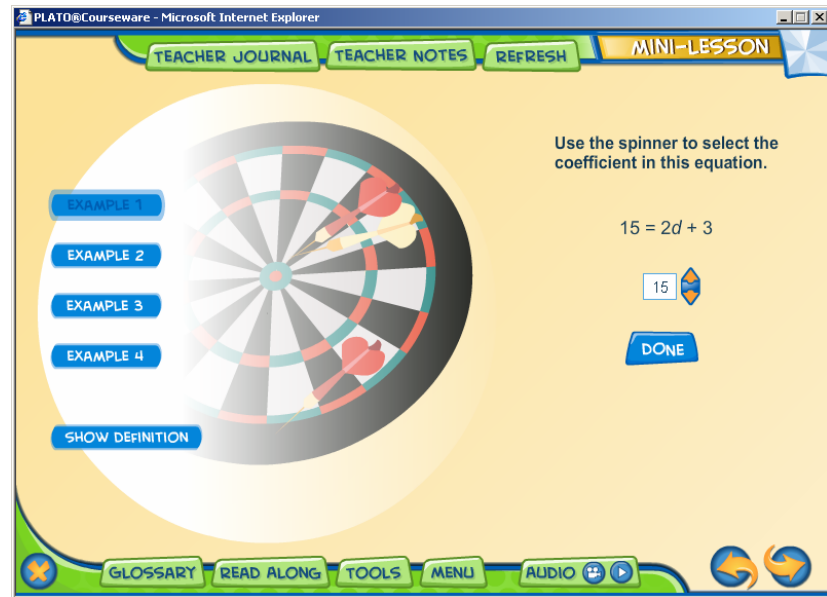 PLATO®Courseware - Microsoft Internet Explorer
TEACHER JOURNAL
TEACHER NOTES
REFRESH
MINI-LESSON
Use the spinner to select the
coefficient in this equation.
15 = 2d + 3
15
DONE
EXAMPLE 1
EXAMPLE 2
EXAMPLE 3
EXAMPLE 4
SHOW DEFINITION
GLOSSARY
READ ALONG
TOOLS
MENU
AUDIO